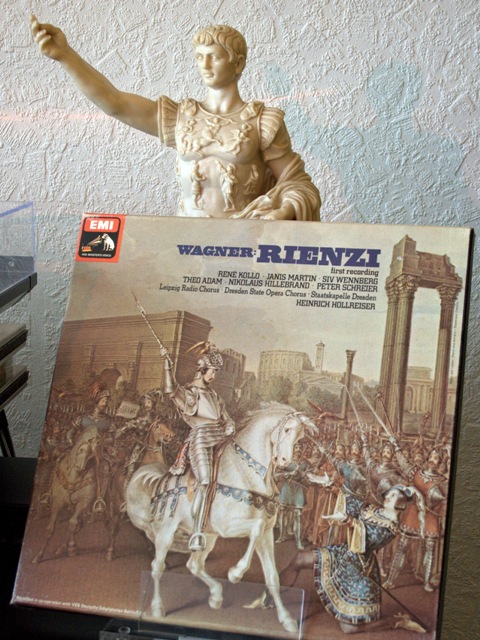 EMI
WAGNER: RIENZI
first recording
RENÉ KOLLO · JANIS MARTIN · SIV WENNBERG
THEO ADAM · NIKOLAUS HILLEBRAND · PETER SCHREIER
Leipzig Radio Chorus · Dresden State Opera Chorus · Staatskapelle Dresden
HEINRICH HOLLREISER